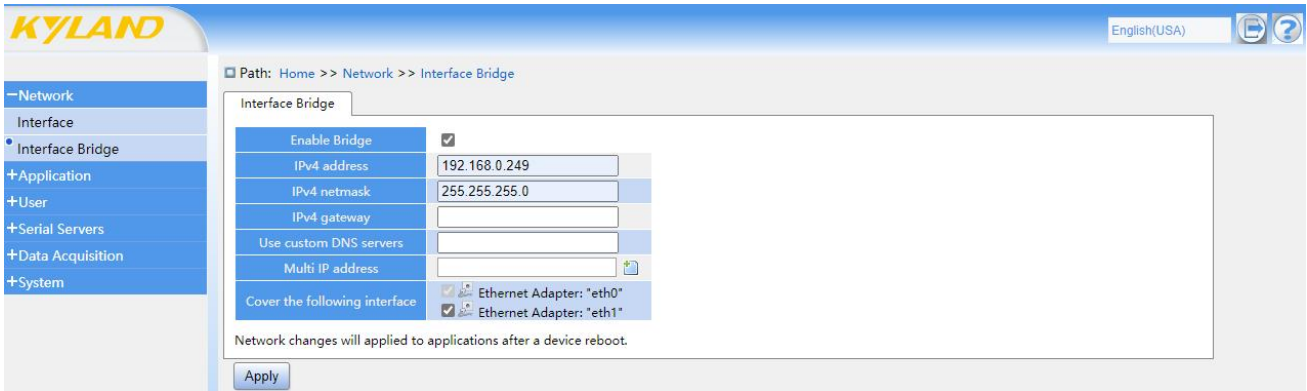 KYLAND
English(USA)
Path: Home >> Network >> Interface Bridge
−Network
Interface
Interface Bridge
+Application
+User
+Serial Servers
+Data Acquisition
+System
Interface Bridge
Enable Bridge
IPv4 address 192.168.0.249
IPv4 netmask 255.255.255.0
IPv4 gateway
Use custom DNS servers
Multi IP address
Cover the following interface
Ethernet Adapter: "eth0"
Ethernet Adapter: "eth1"
Network changes will applied to applications after a device reboot.
Apply